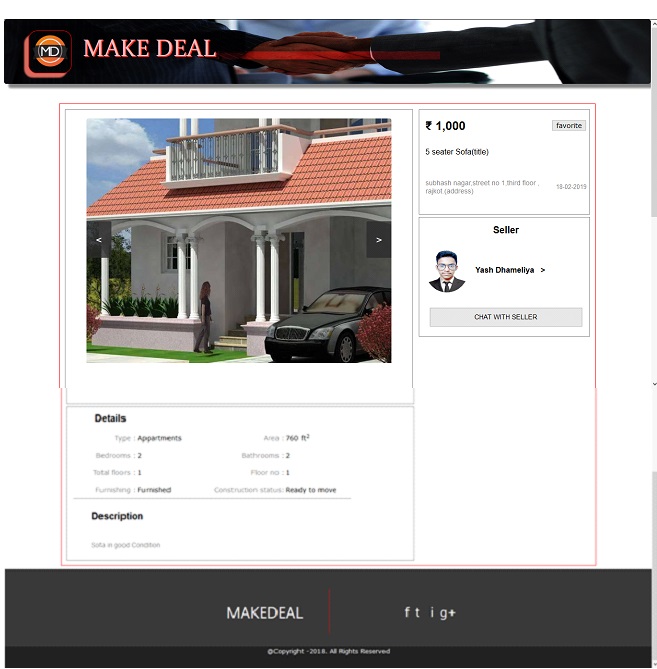 MD MAKE DEAL
₹ 1,000 favorite
5 seater Sofa(title)
subhash nagar,street no 1,third floor ,
rajkot.(address) 18-02-2019
< >
Seller
Yash Dhameliya >
CHAT WITH SELLER
Details
Type : Appartments Area : 760 ft²
Bedrooms : 2 Bathrooms : 2
Total floors : 1 Floor no : 1
Furnishing : Furnished Construction status: Ready to move
Description
Sofa in good Condition
MAKEDEAL f t i g+
@Copyright -2018. All Rights Reserved